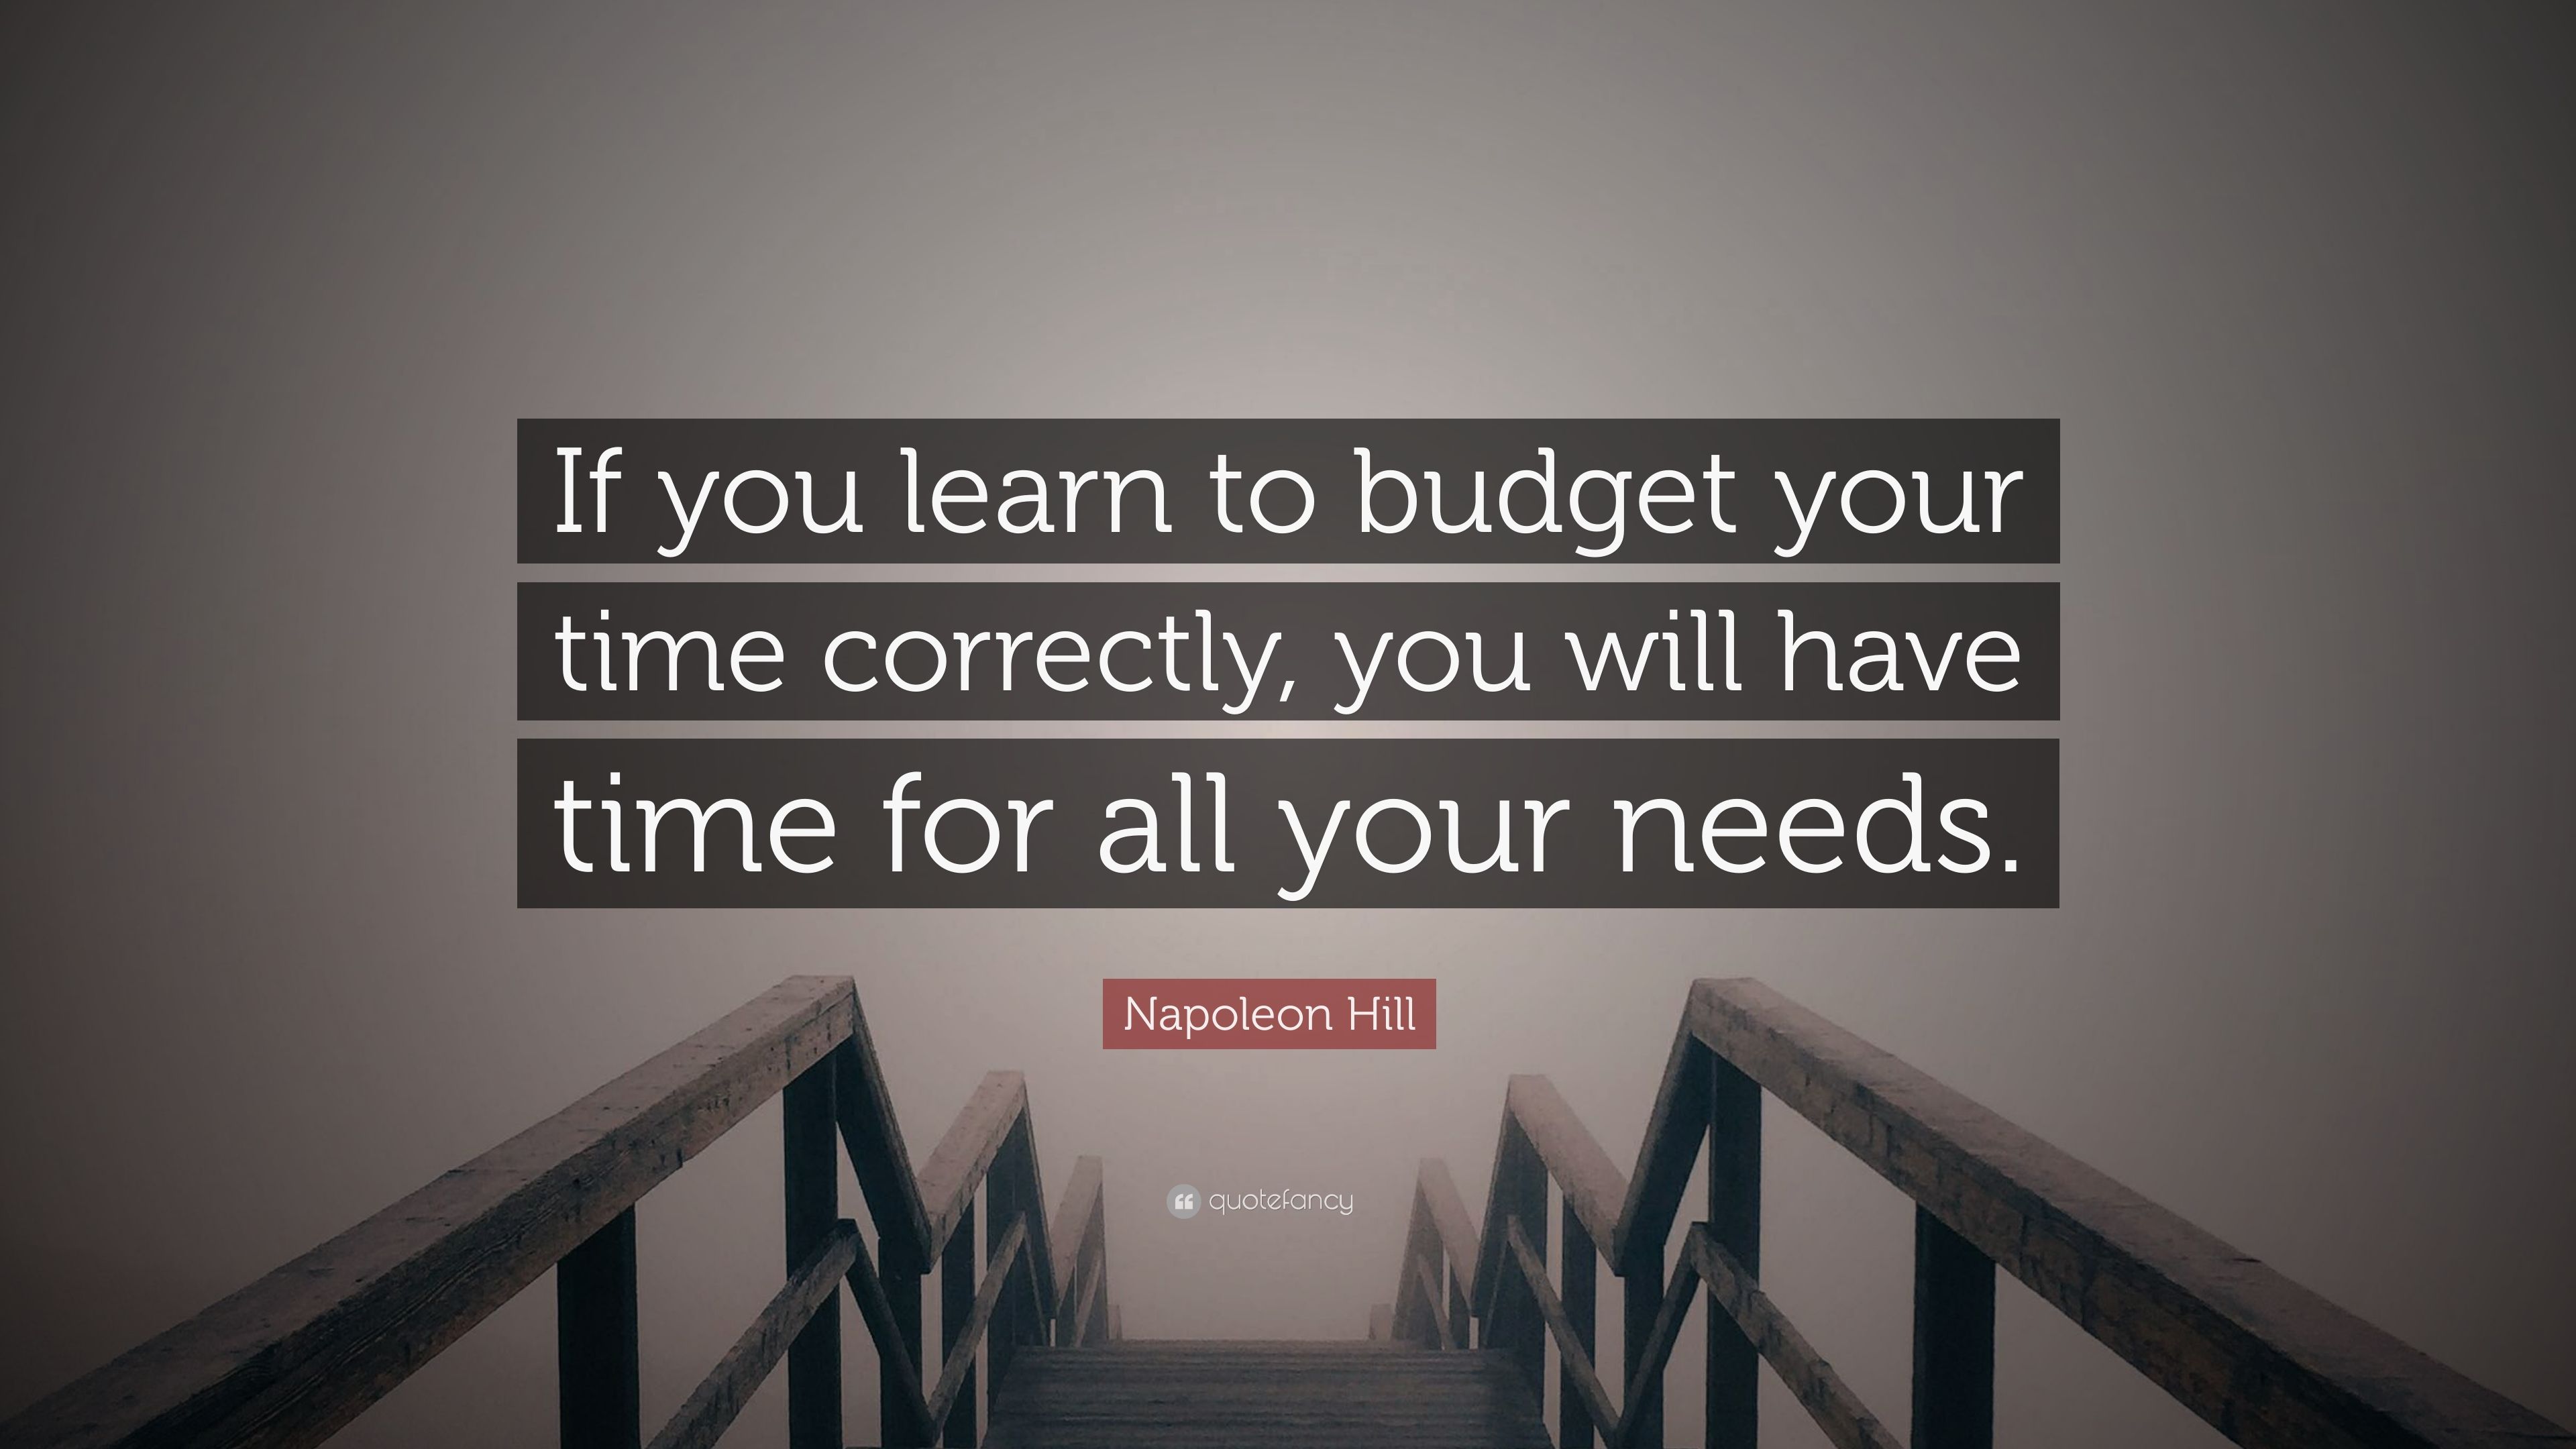 If you learn to budget your
time correctly, you will have
time for all your needs.
Napoleon Hill
quotefancy